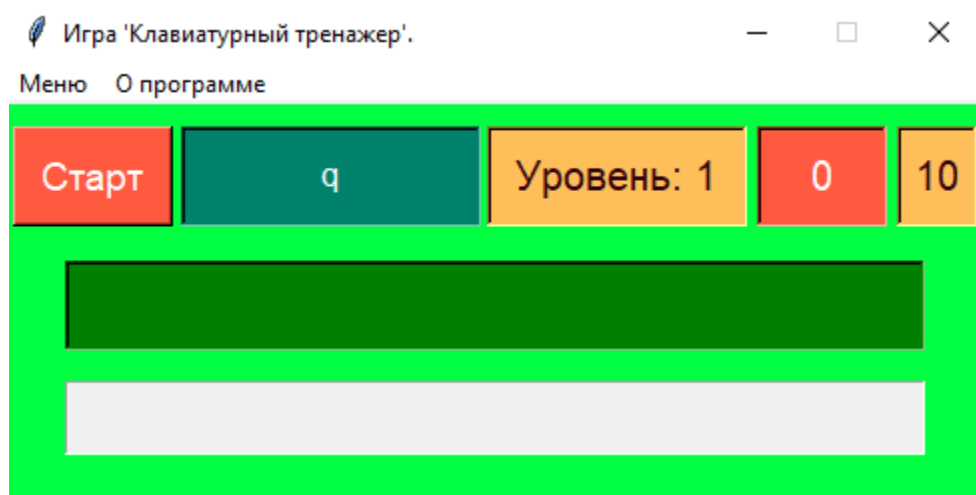 Игра 'Клавиатурный тренажер'.
Меню О программе
Старт q Уровень: 1 0 10